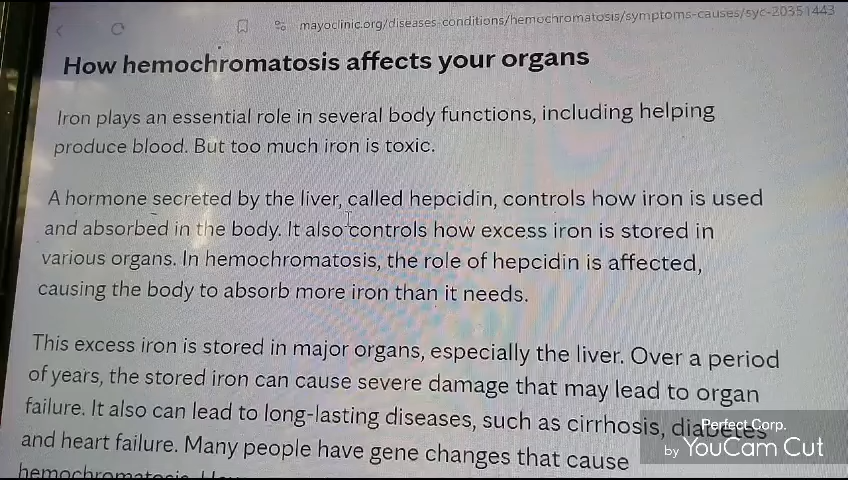 mayoclinic.org/diseases-conditions/hemochromatosis/symptoms-causes/syc-20351443
How hemochromatosis affects your organs
Iron plays an essential role in several body functions, including helping
produce blood. But too much iron is toxic.
A hormone secreted by the liver, called hepcidin, controls how iron is used
and absorbed in the body. It also controls how excess iron is stored in
various organs. In hemochromatosis, the role of hepcidin is affected,
causing the body to absorb more iron than it needs.
This excess iron is stored in major organs, especially the liver. Over a period
of years, the stored iron can cause severe damage that may lead to organ
failure. It also can lead to long-lasting diseases, such as cirrhosis, diabetes
and heart failure. Many people have gene changes that cause
hemochromatosis.
Perfect Corp.
by YouCam Cut